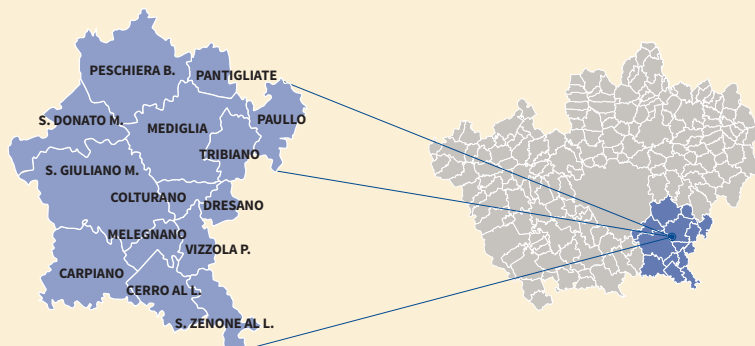 PESCHIERA B.
PANTIGLIATE
S. DONATO M.
MEDIGLIA
PAULLO
TRIBIANO
S. GIULIANO M.
COLTURANO
DRESANO
MELEGNANO
VIZZOLA P.
CARPIANO
CERRO AL L.
S. ZENONE AL L.